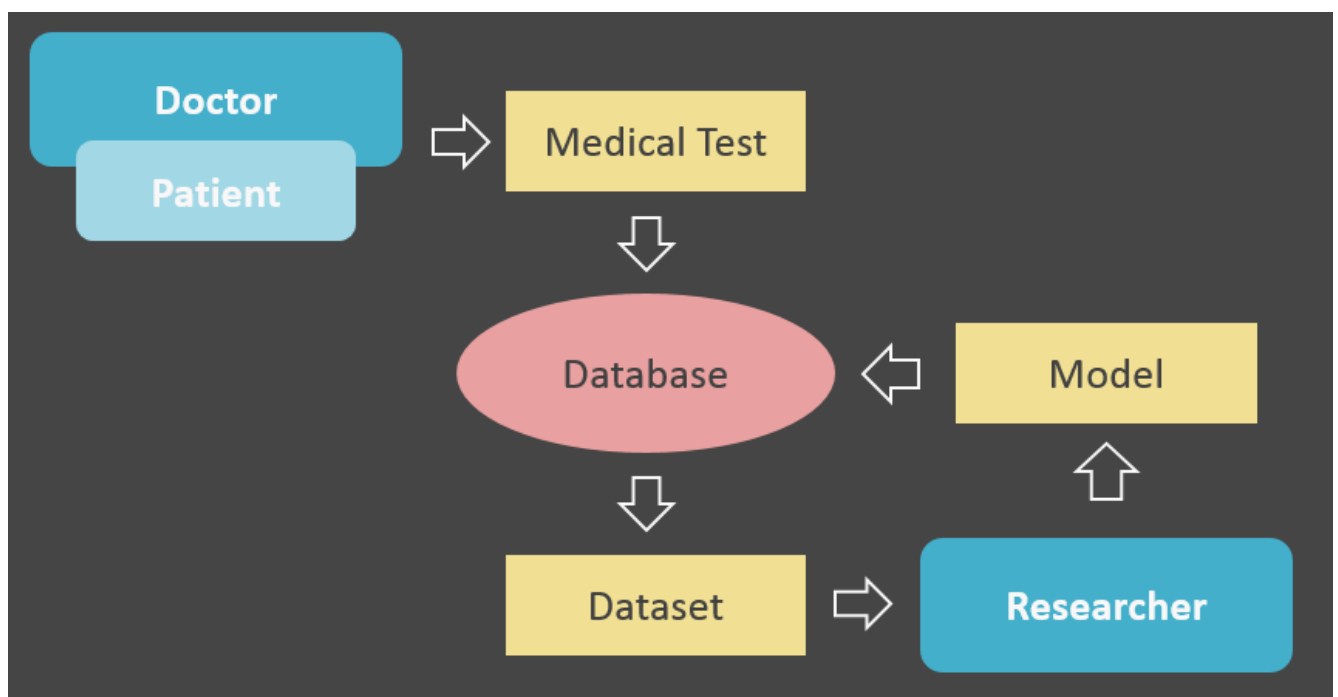 Doctor
Patient
Medical Test
Database
Model
Dataset
Researcher